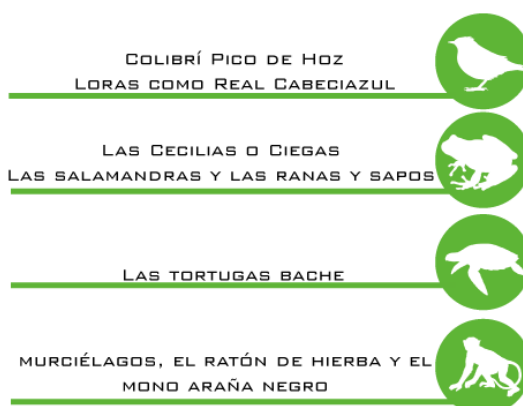 Colibrí Pico de Hoz
Loras como Real Cabeciazul
Las Cecilias o Ciegas
Las salamandras y las ranas y sapos
Las tortugas bache
murciélagos, el ratón de hierba y el
mono araña negro